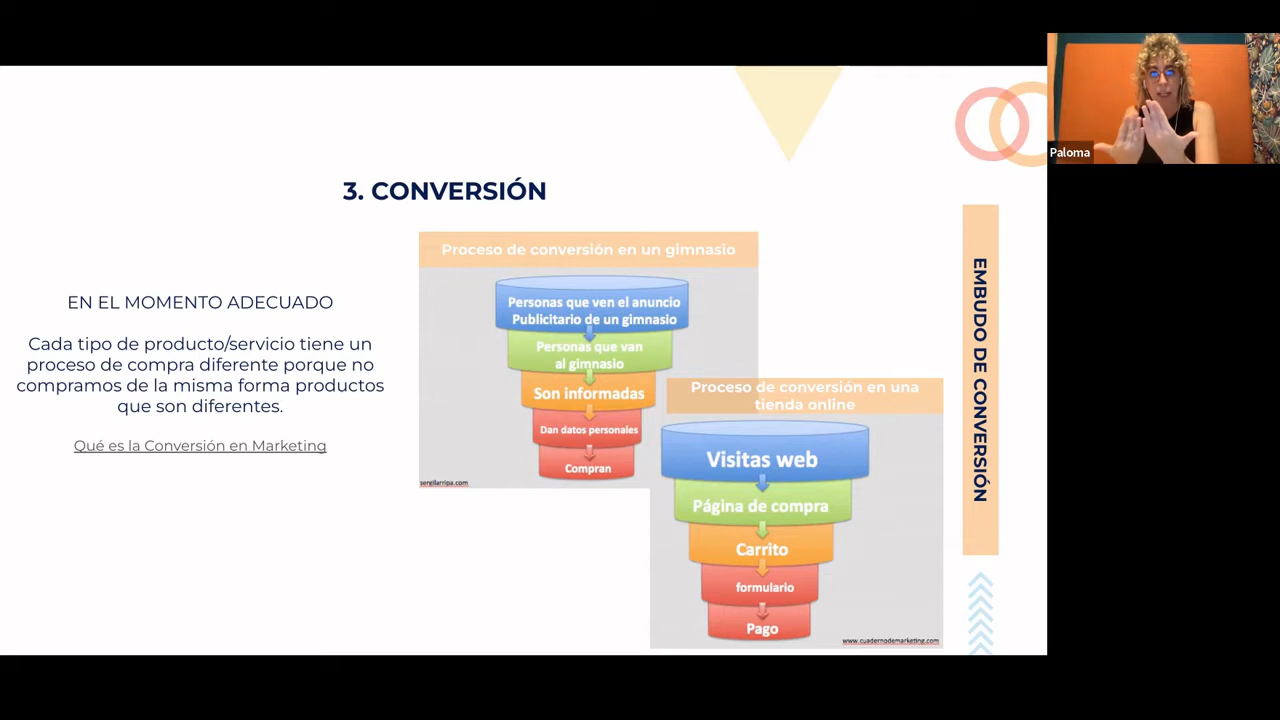 Paloma
3. CONVERSIÓN
EN EL MOMENTO ADECUADO
Cada tipo de producto/servicio tiene un
proceso de compra diferente porque no
compramos de la misma forma productos
que son diferentes.
Qué es la Conversión en Marketing
Proceso de conversión en un gimnasio
Personas que ven el anuncio
Publicitario de un gimnasio
Personas que van
al gimnasio
Son informadas
Dan datos personales
Compran
sergilarripa.com
Proceso de conversión en una
tienda online
Visitas web
Página de compra
Carrito
formulario
Pago
www.cuadernodemarketing.com
EMBUDO DE CONVERSIÓN